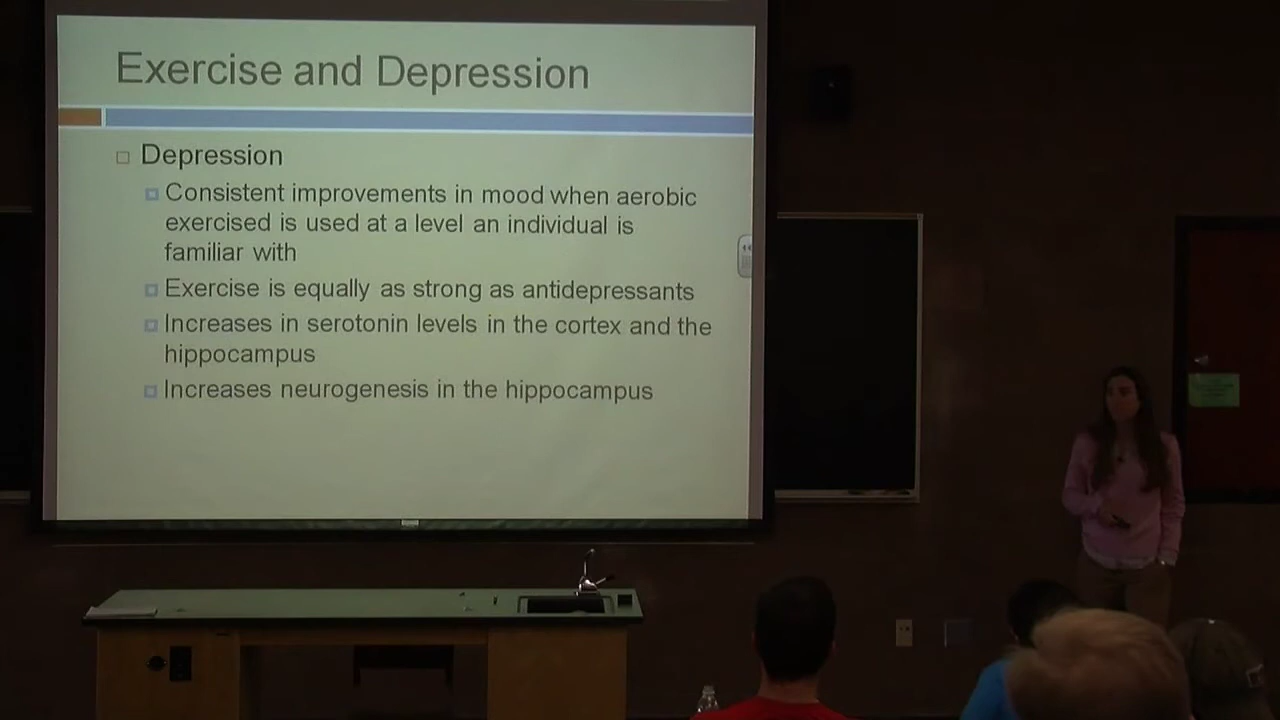 Exercise and Depression
Depression
Consistent improvements in mood when aerobic
exercised is used at a level an individual is
familiar with
Exercise is equally as strong as antidepressants
Increases in serotonin levels in the cortex and the
hippocampus
Increases neurogenesis in the hippocampus